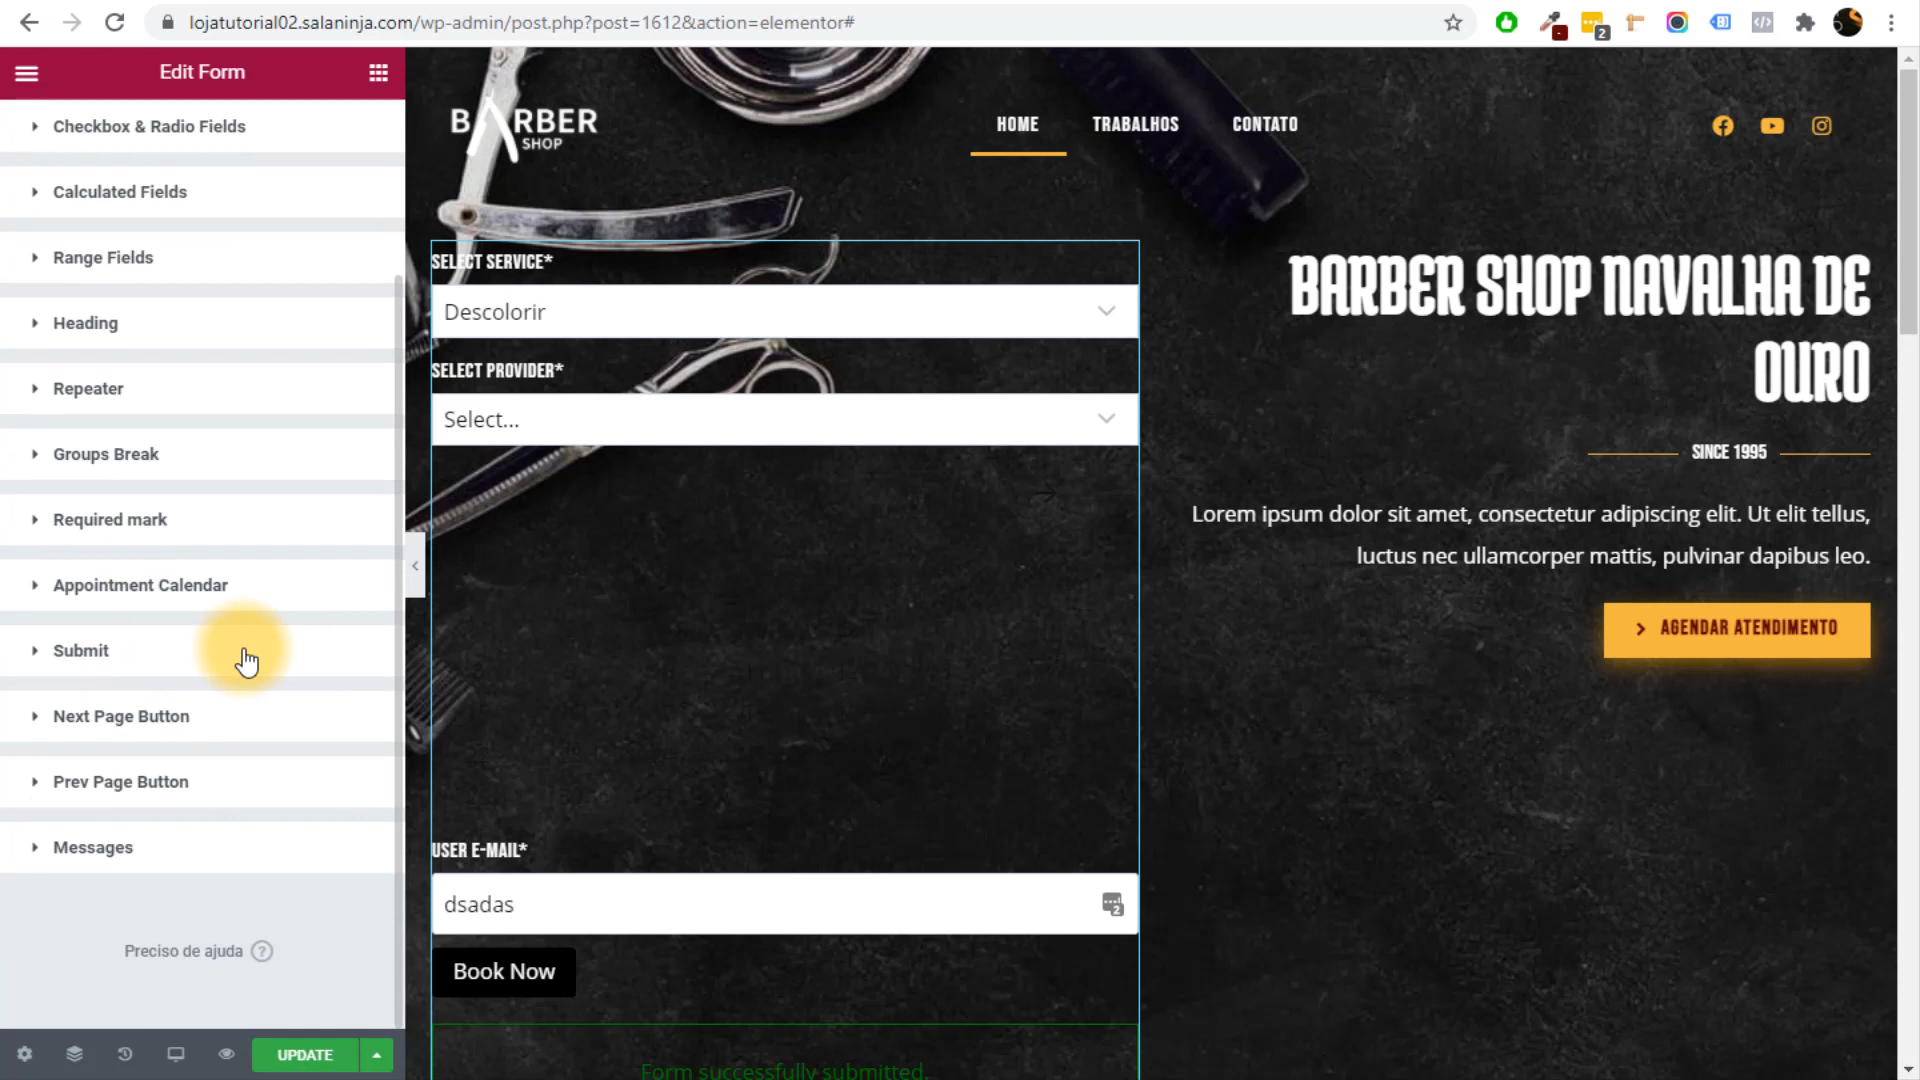 lojatutorial02.salaninja.com/wp-admin/post.php?post=1612&action=elementor#
2
Edit Form
Checkbox & Radio Fields
Calculated Fields
Range Fields
Heading
Repeater
Groups Break
Required mark
Appointment Calendar
Submit
Next Page Button
Prev Page Button
Messages
Preciso de ajuda ?
UPDATE
BARBER
SHOP
HOME
TRABALHOS
CONTATO
SELECT SERVICE*
Descolorir
SELECT PROVIDER*
Select...
USER E-MAIL*
dsadas
2
Book Now
Form successfully submitted.
BARBER SHOP NAVALHA DE
OURO
SINCE 1995
Lorem ipsum dolor sit amet, consectetur adipiscing elit. Ut elit tellus,
luctus nec ullamcorper mattis, pulvinar dapibus leo.
AGENDAR ATENDIMENTO